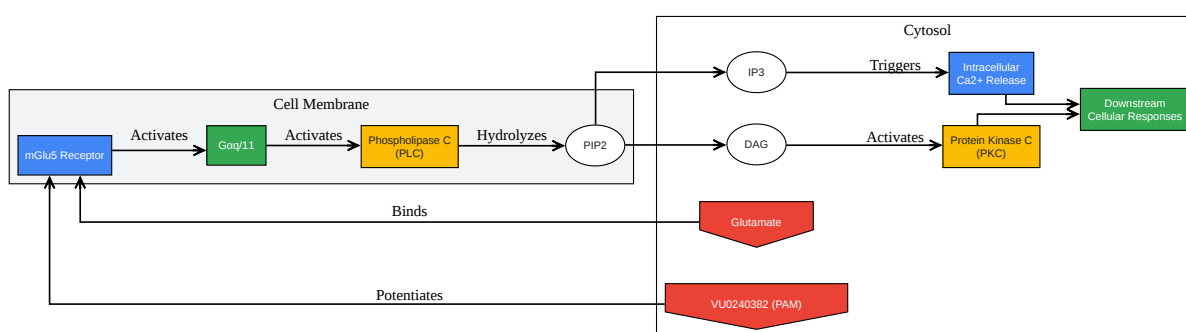 Cytosol
IP3
Triggers
Intracellular
Ca2+ Release
Cell Membrane
Downstream
Cellular Responses
mGlu5 Receptor
Activates
Gαq/11
Activates
Phospholipase C
(PLC)
Hydrolyzes
PIP2
DAG
Activates
Protein Kinase C
(PKC)
Binds
Glutamate
Potentiates
VU0240382 (PAM)